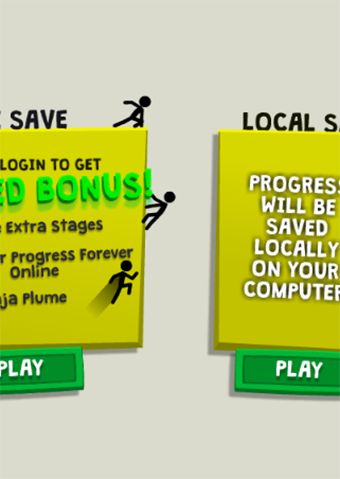 SAVE
LOGIN TO GET
ED BONUS!
Extra Stages
r Progress Forever
Online
ja Plume
PLAY
LOCAL SA
PROGRESS
WILL BE
SAVED
LOCALLY
ON YOUR
COMPUTER
PLAY